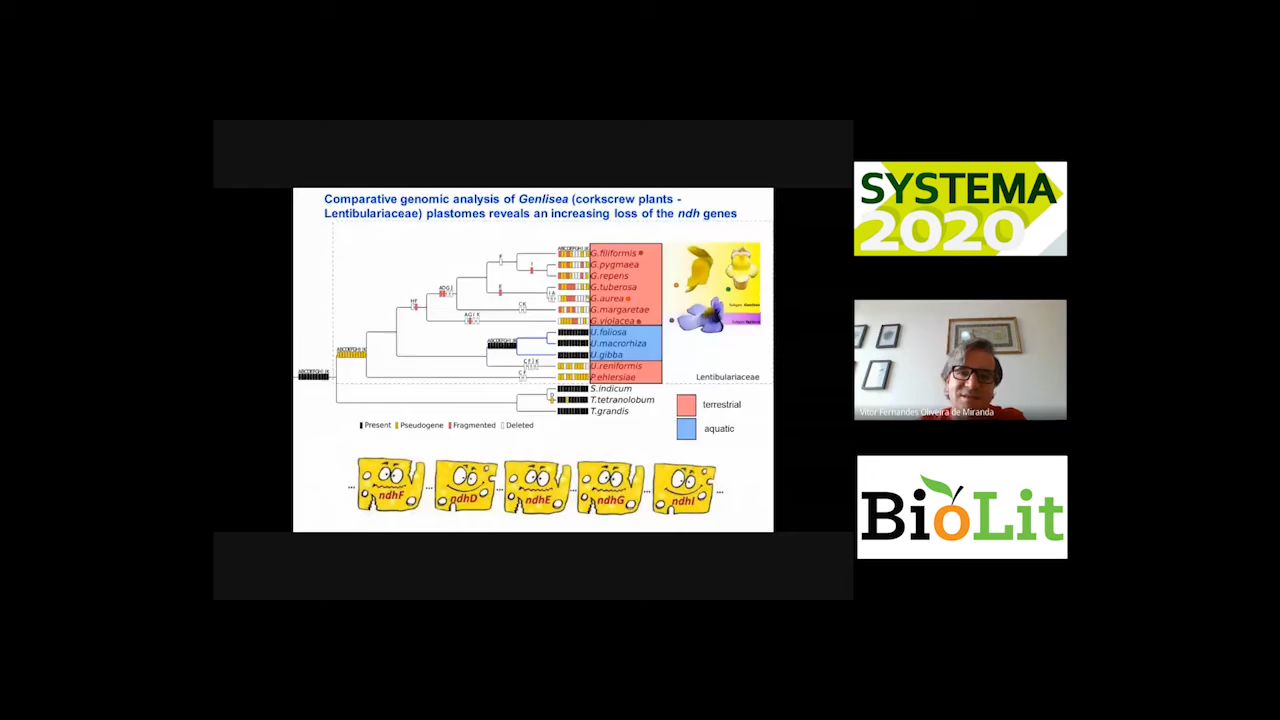 Comparative genomic analysis of Genlisea (corkscrew plants -
Lentibulariaceae) plastomes reveals an increasing loss of the ndh genes
ABCDEFGHI JK
G.filiformis
G.pygmaea
G.repens
G.tuberosa
G.aurea
G.margaretae
G.violacea
U.foliosa
U.macrorhiza
U.gibba
U.reniformis
P.ehlersiae
S.indicum
T.tetranolobum
T.grandis
Lentibulariaceae
terrestrial
aquatic
Present Pseudogene Fragmented Deleted
... ndhF ... ndhD ... ndhE ... ndhG ... ndhI ...
SYSTEMA
2020
Vitor Fernandes Oliveira de Miranda
BioLit